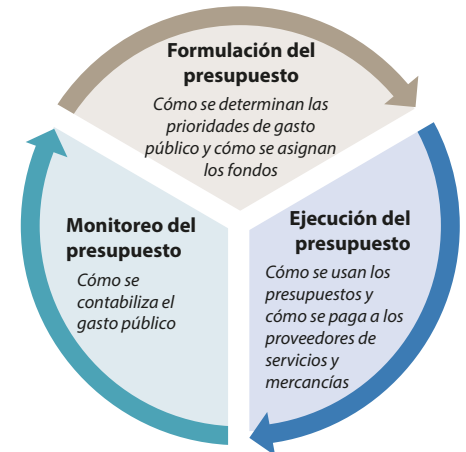 Formulación del
presupuesto
Cómo se determinan las
prioridades de gasto
público y cómo se asignan
los fondos
Ejecución del
presupuesto
Cómo se usan los
presupuestos y
cómo se paga a los
proveedores de
servicios y
mercancías
Monitoreo del
presupuesto
Cómo se
contabiliza el
gasto público